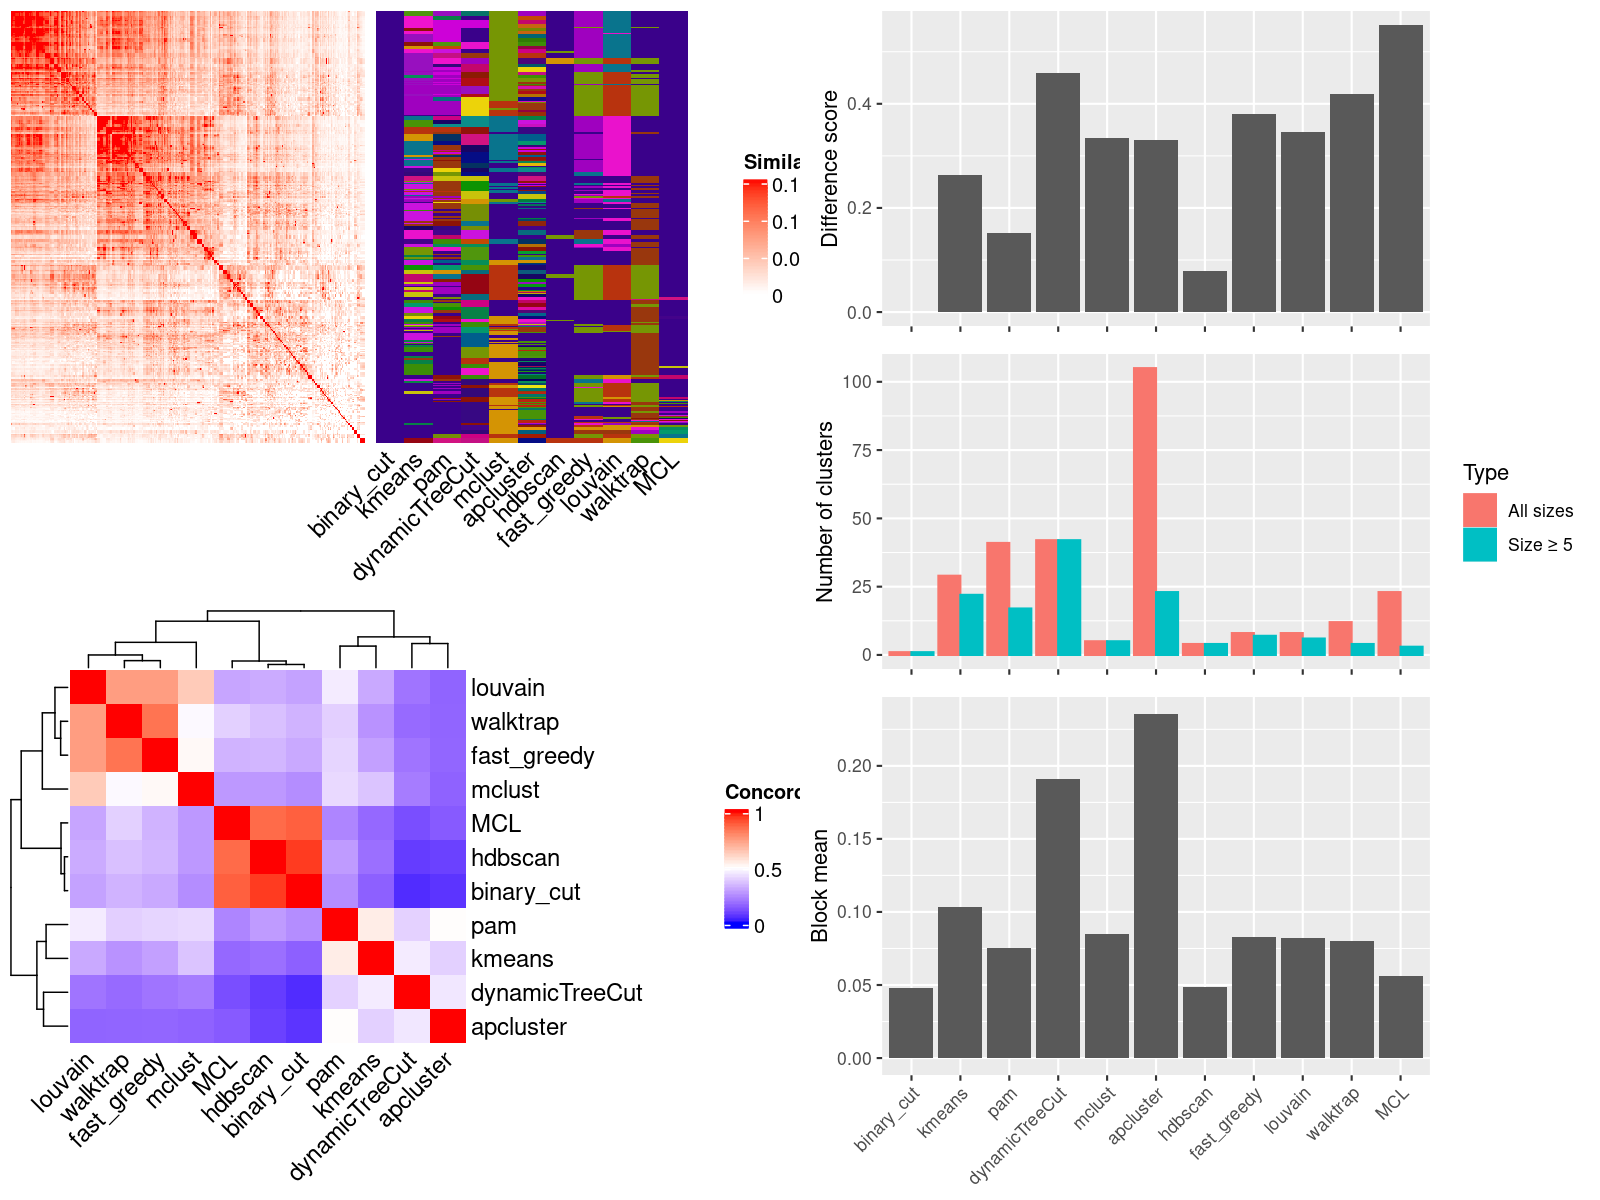 Simila
0.1
0.1
0.0
0
binary_cut
kmeans
pam
dynamicTreeCut
mclust
apcluster
hdbscan
fast_greedy
louvain
walktrap
MCL
louvain
walktrap
fast_greedy
mclust
MCL
hdbscan
binary_cut
pam
kmeans
dynamicTreeCut
apcluster
louvain
walktrap
fast_greedy
mclust
MCL
hdbscan
binary_cut
pam
kmeans
dynamicTreeCut
apcluster
Concord
1
0.5
0
Difference score
0.4
0.2
0.0
Number of clusters
100
75
50
25
0
Type
All sizes
Size ≥ 5
Block mean
0.20
0.15
0.10
0.05
0.00
binary_cut
kmeans
pam
dynamicTreeCut
mclust
apcluster
hdbscan
fast_greedy
louvain
walktrap
MCL